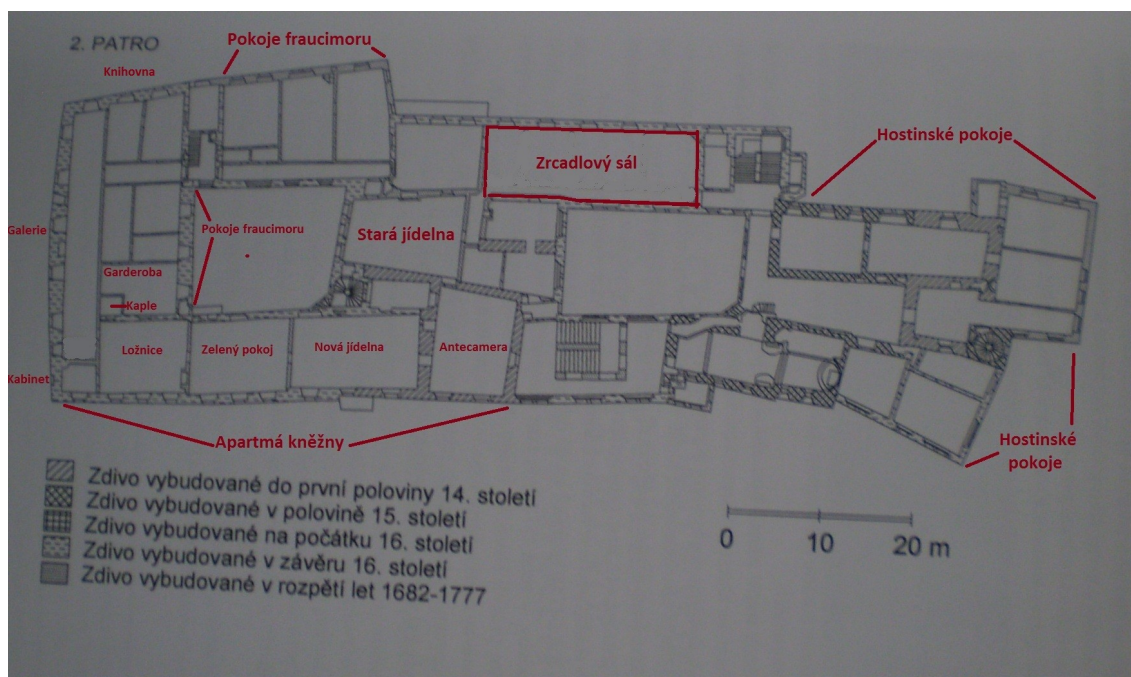 2. PATRO
Pokoje fraucimoru
Knihovna
Hostinské pokoje
Zrcadlový sál
Galerie
Pokoje fraucimoru
Stará jídelna
Garderoba
Kaple
Ložnice
Zelený pokoj
Nová jídelna
Antecamera
Kabinet
Apartmá kněžny
Hostinské
pokoje
Zdivo vybudované do první poloviny 14. století
Zdivo vybudované v polovině 15. století
Zdivo vybudované na počátku 16. století
Zdivo vybudované v závěru 16. století
Zdivo vybudované v rozpětí let 1682-1777
0 10 20 m